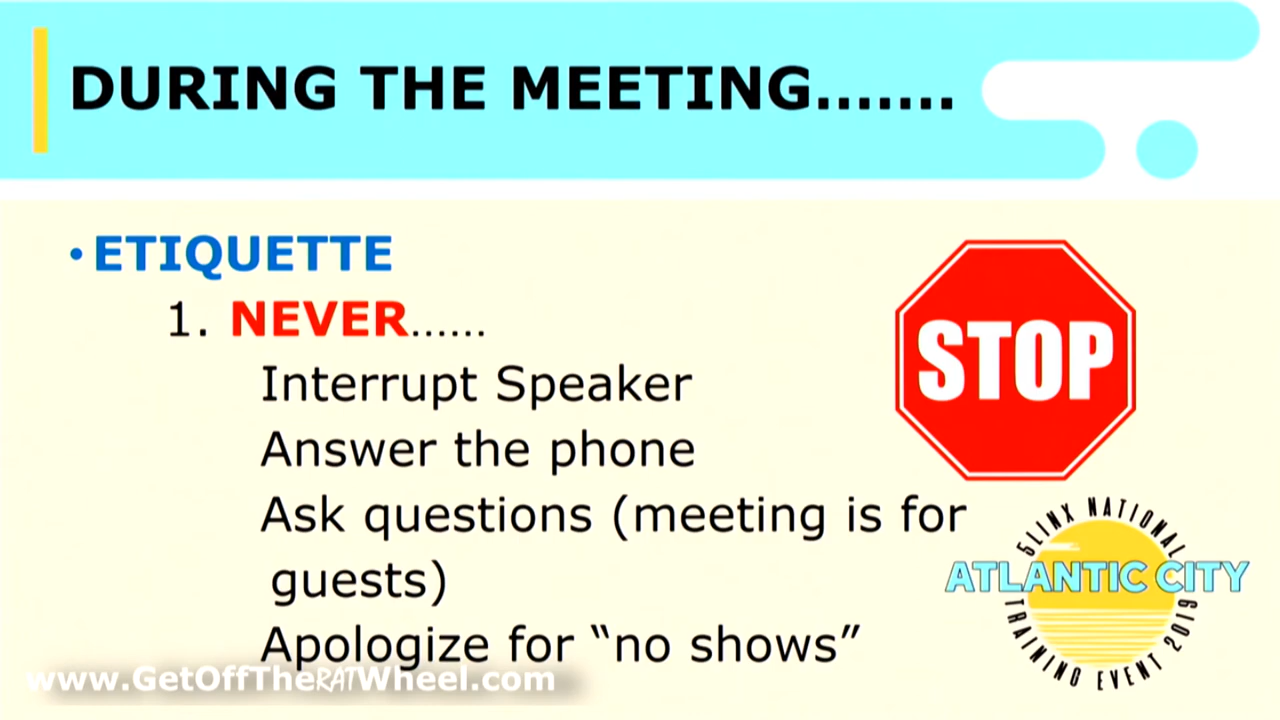 DURING THE MEETING.......
• ETIQUETTE
1. NEVER......
Interrupt Speaker
Answer the phone
Ask questions (meeting is for
guests)
Apologize for “no shows”
STOP
5LINX NATIONAL
ATLANTIC CITY
TRAINING EVENT 2019
www.GetOffTheRATWheel.com